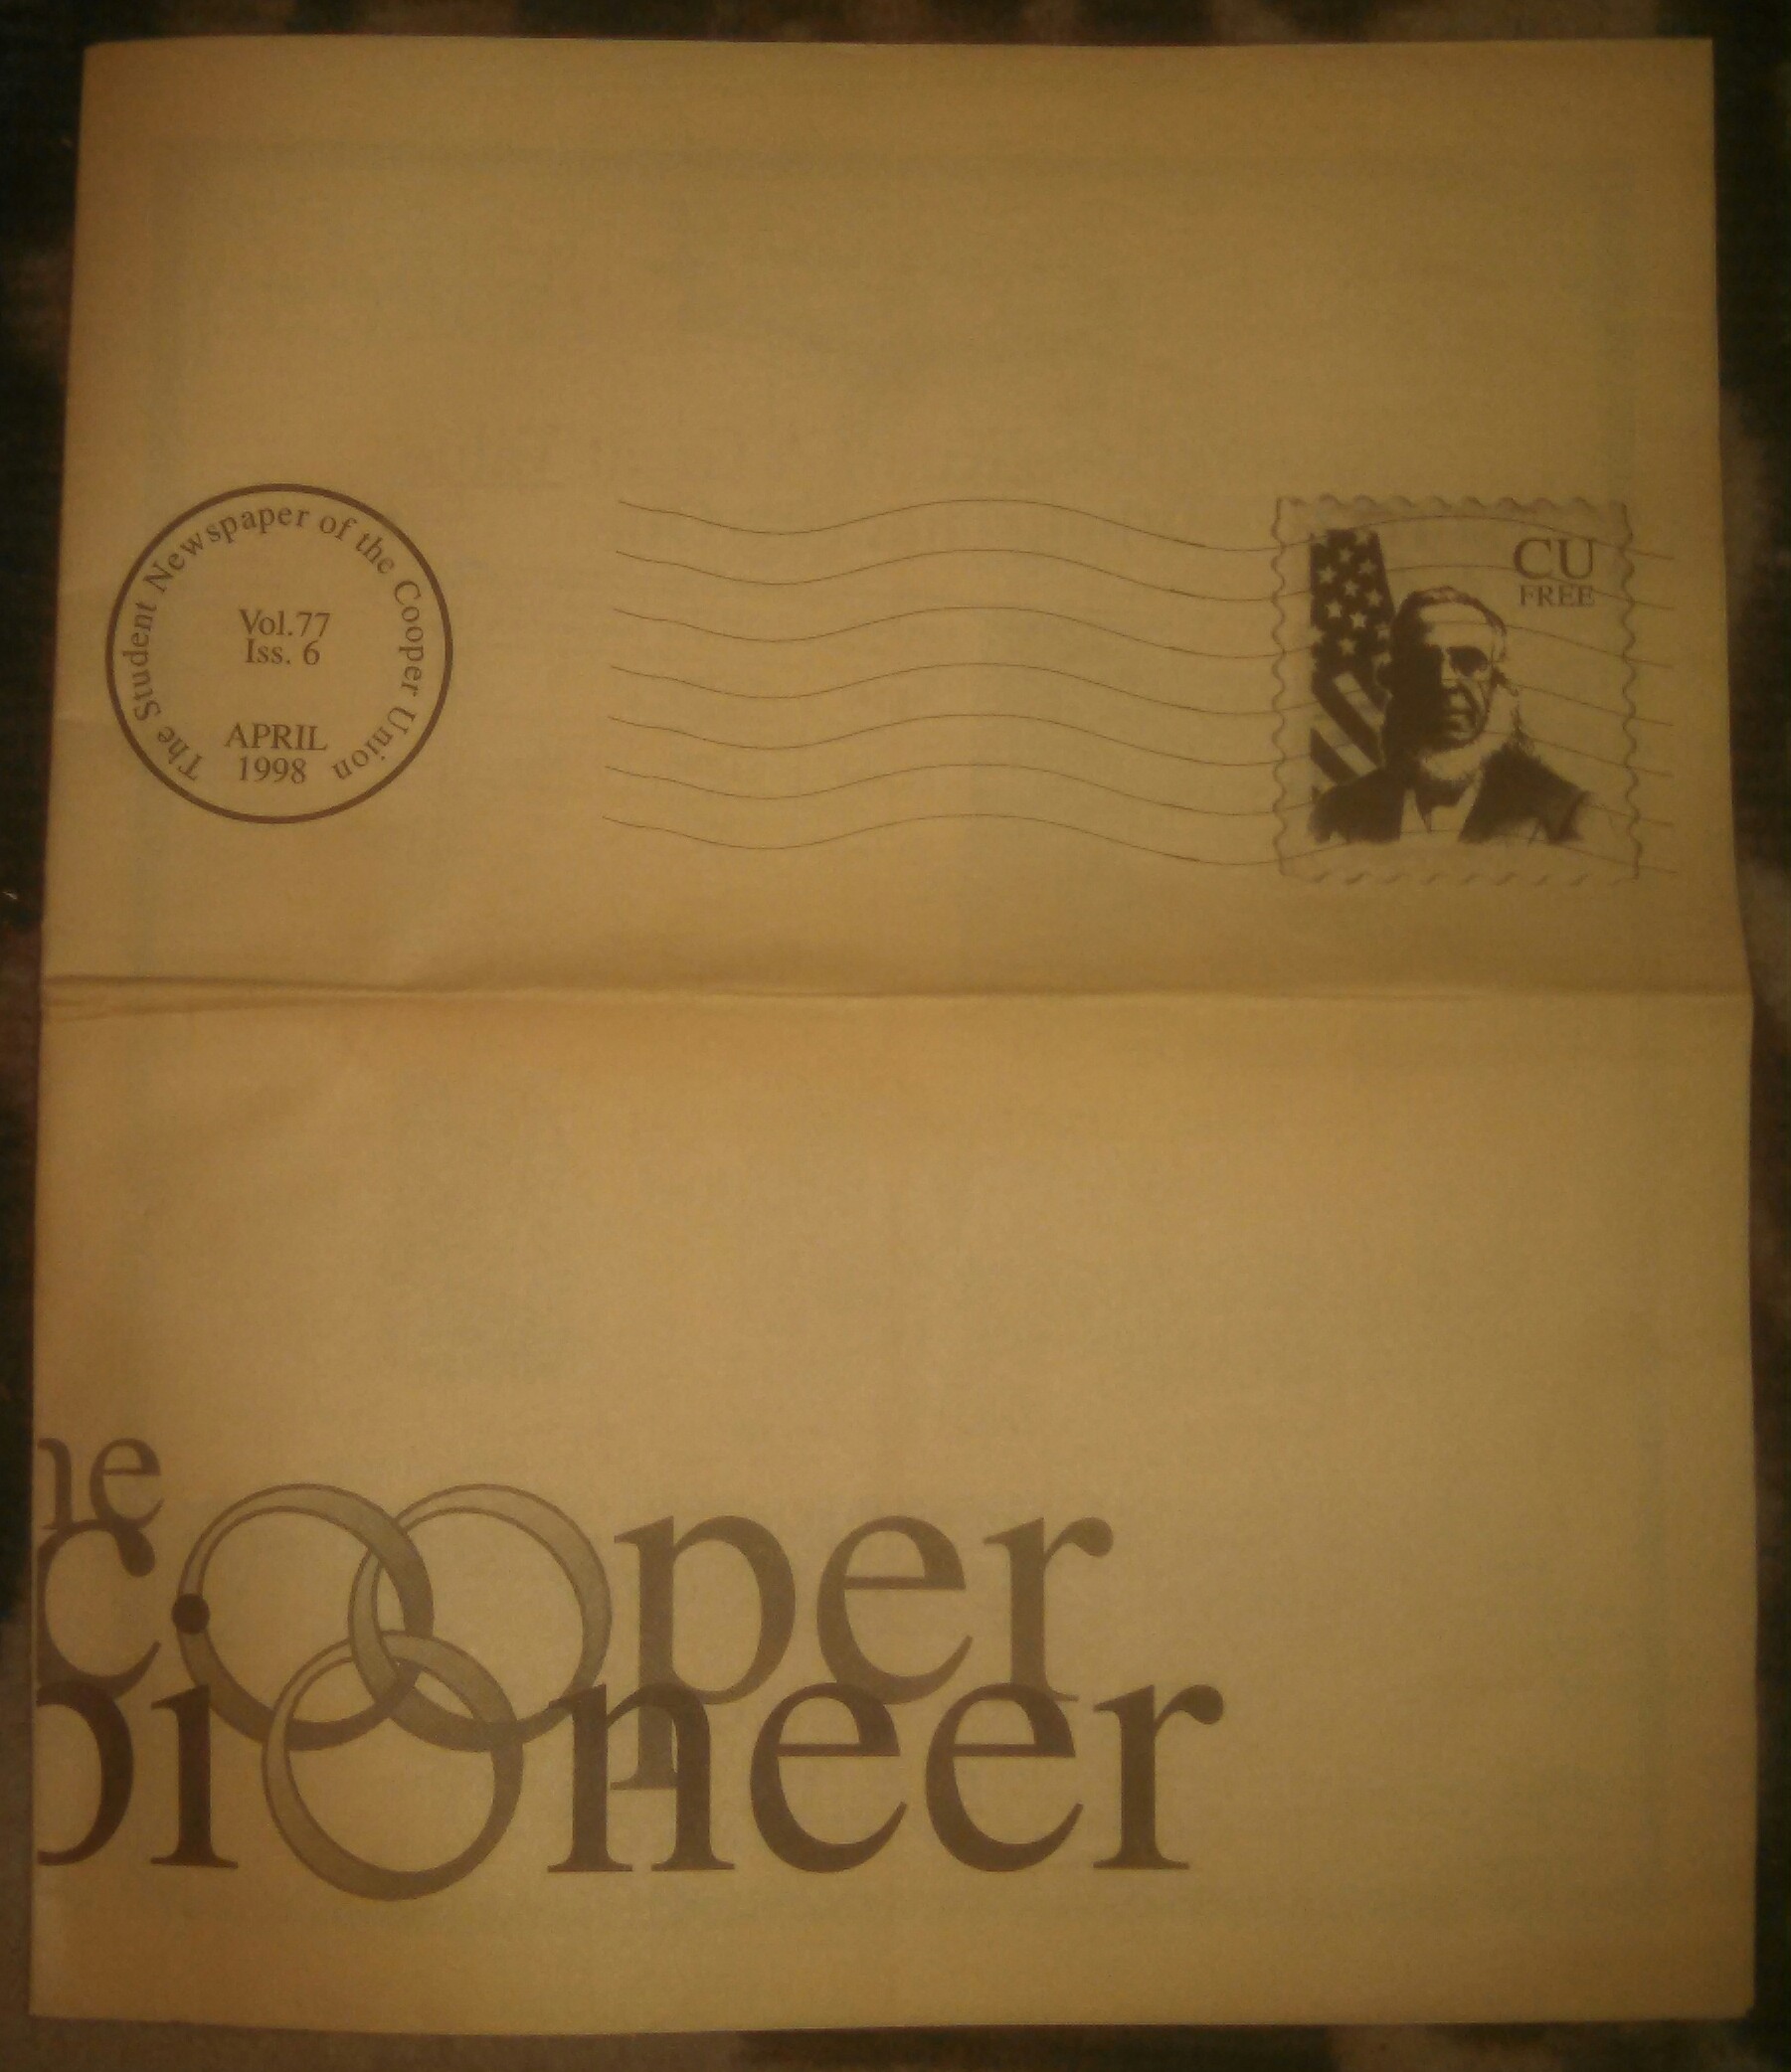 The Student Newspaper of the Cooper Union
Vol.77
Iss. 6
APRIL
1998
CU
FREE
he
cooper
pioneer